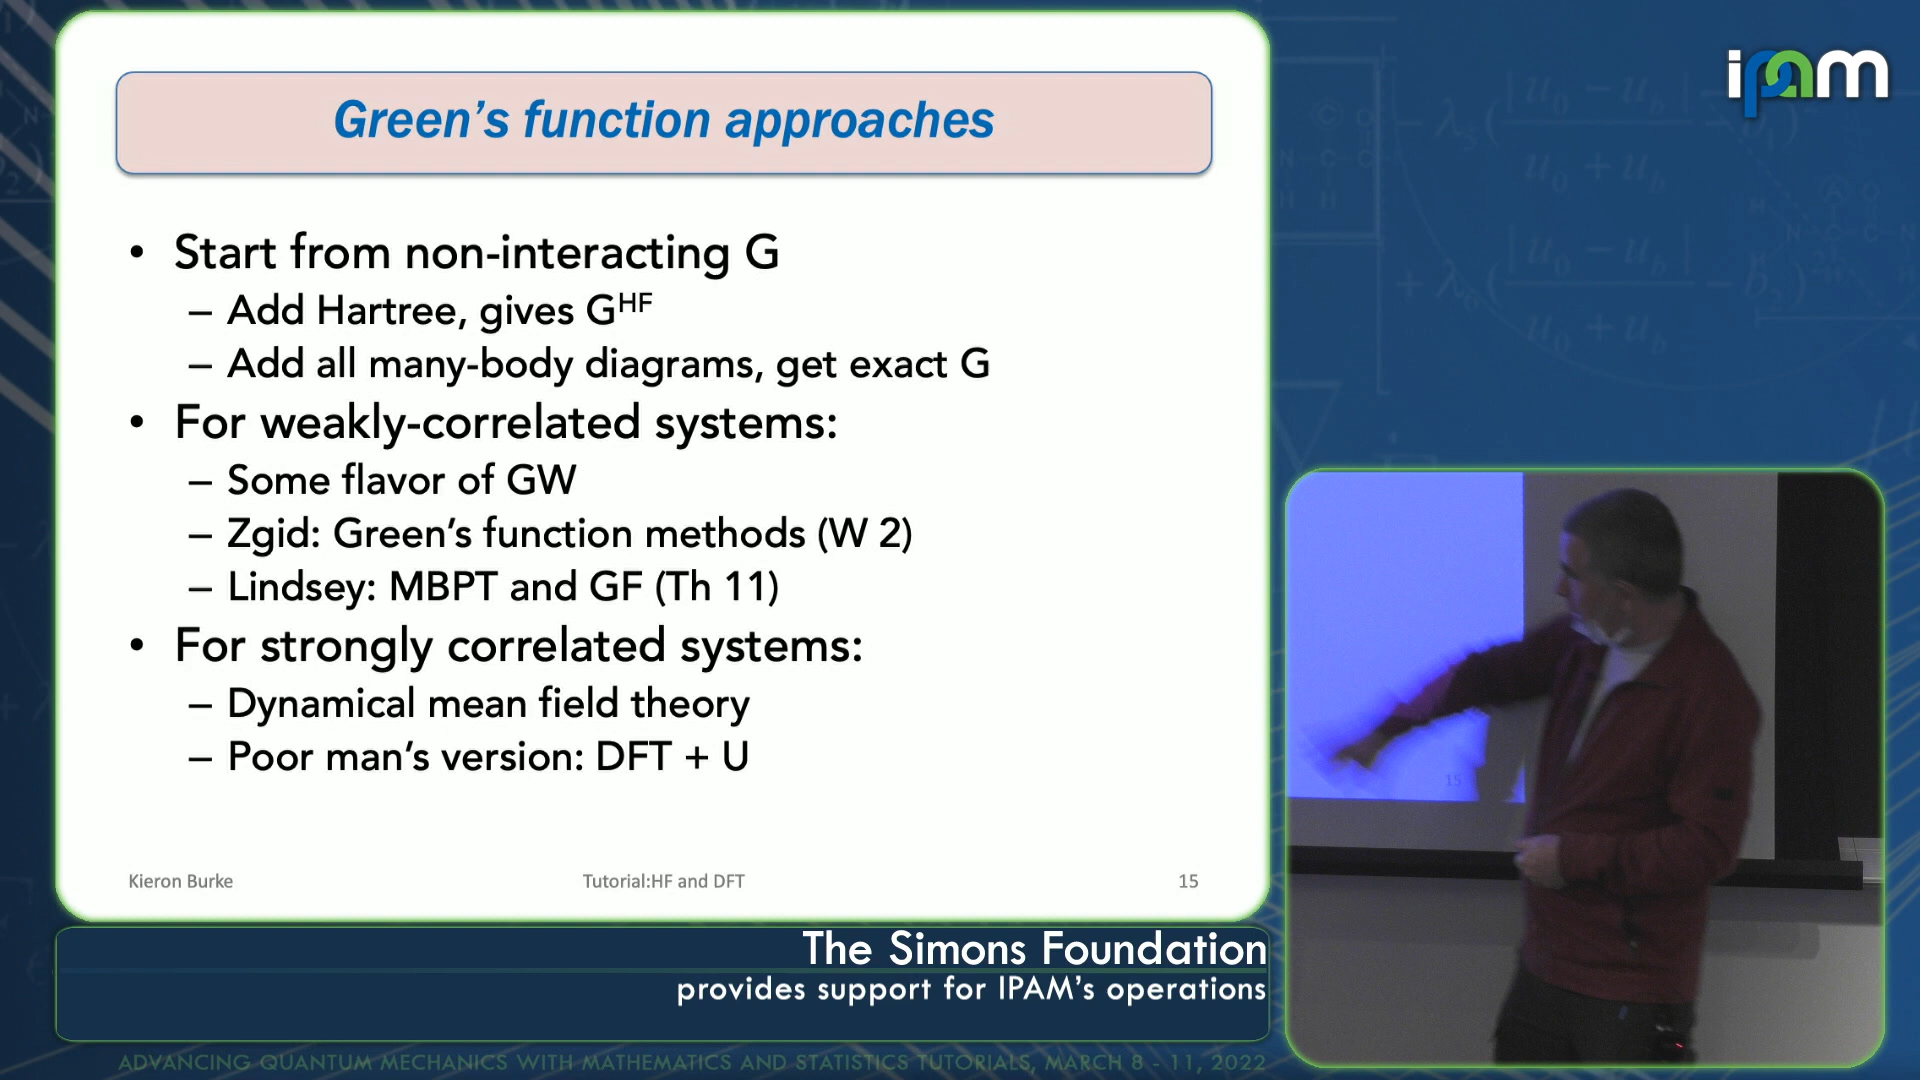 ipam
Green's function approaches
• Start from non-interacting G
– Add Hartree, gives Gᴴᶠ
– Add all many-body diagrams, get exact G
• For weakly-correlated systems:
– Some flavor of GW
– Zgid: Green's function methods (W 2)
– Lindsey: MBPT and GF (Th 11)
• For strongly correlated systems:
– Dynamical mean field theory
– Poor man's version: DFT + U
Kieron Burke
Tutorial:HF and DFT
15
15
The Simons Foundation
provides support for IPAM's operations
ADVANCING QUANTUM MECHANICS WITH MATHEMATICS AND STATISTICS TUTORIALS, MARCH 8 - 11, 2022